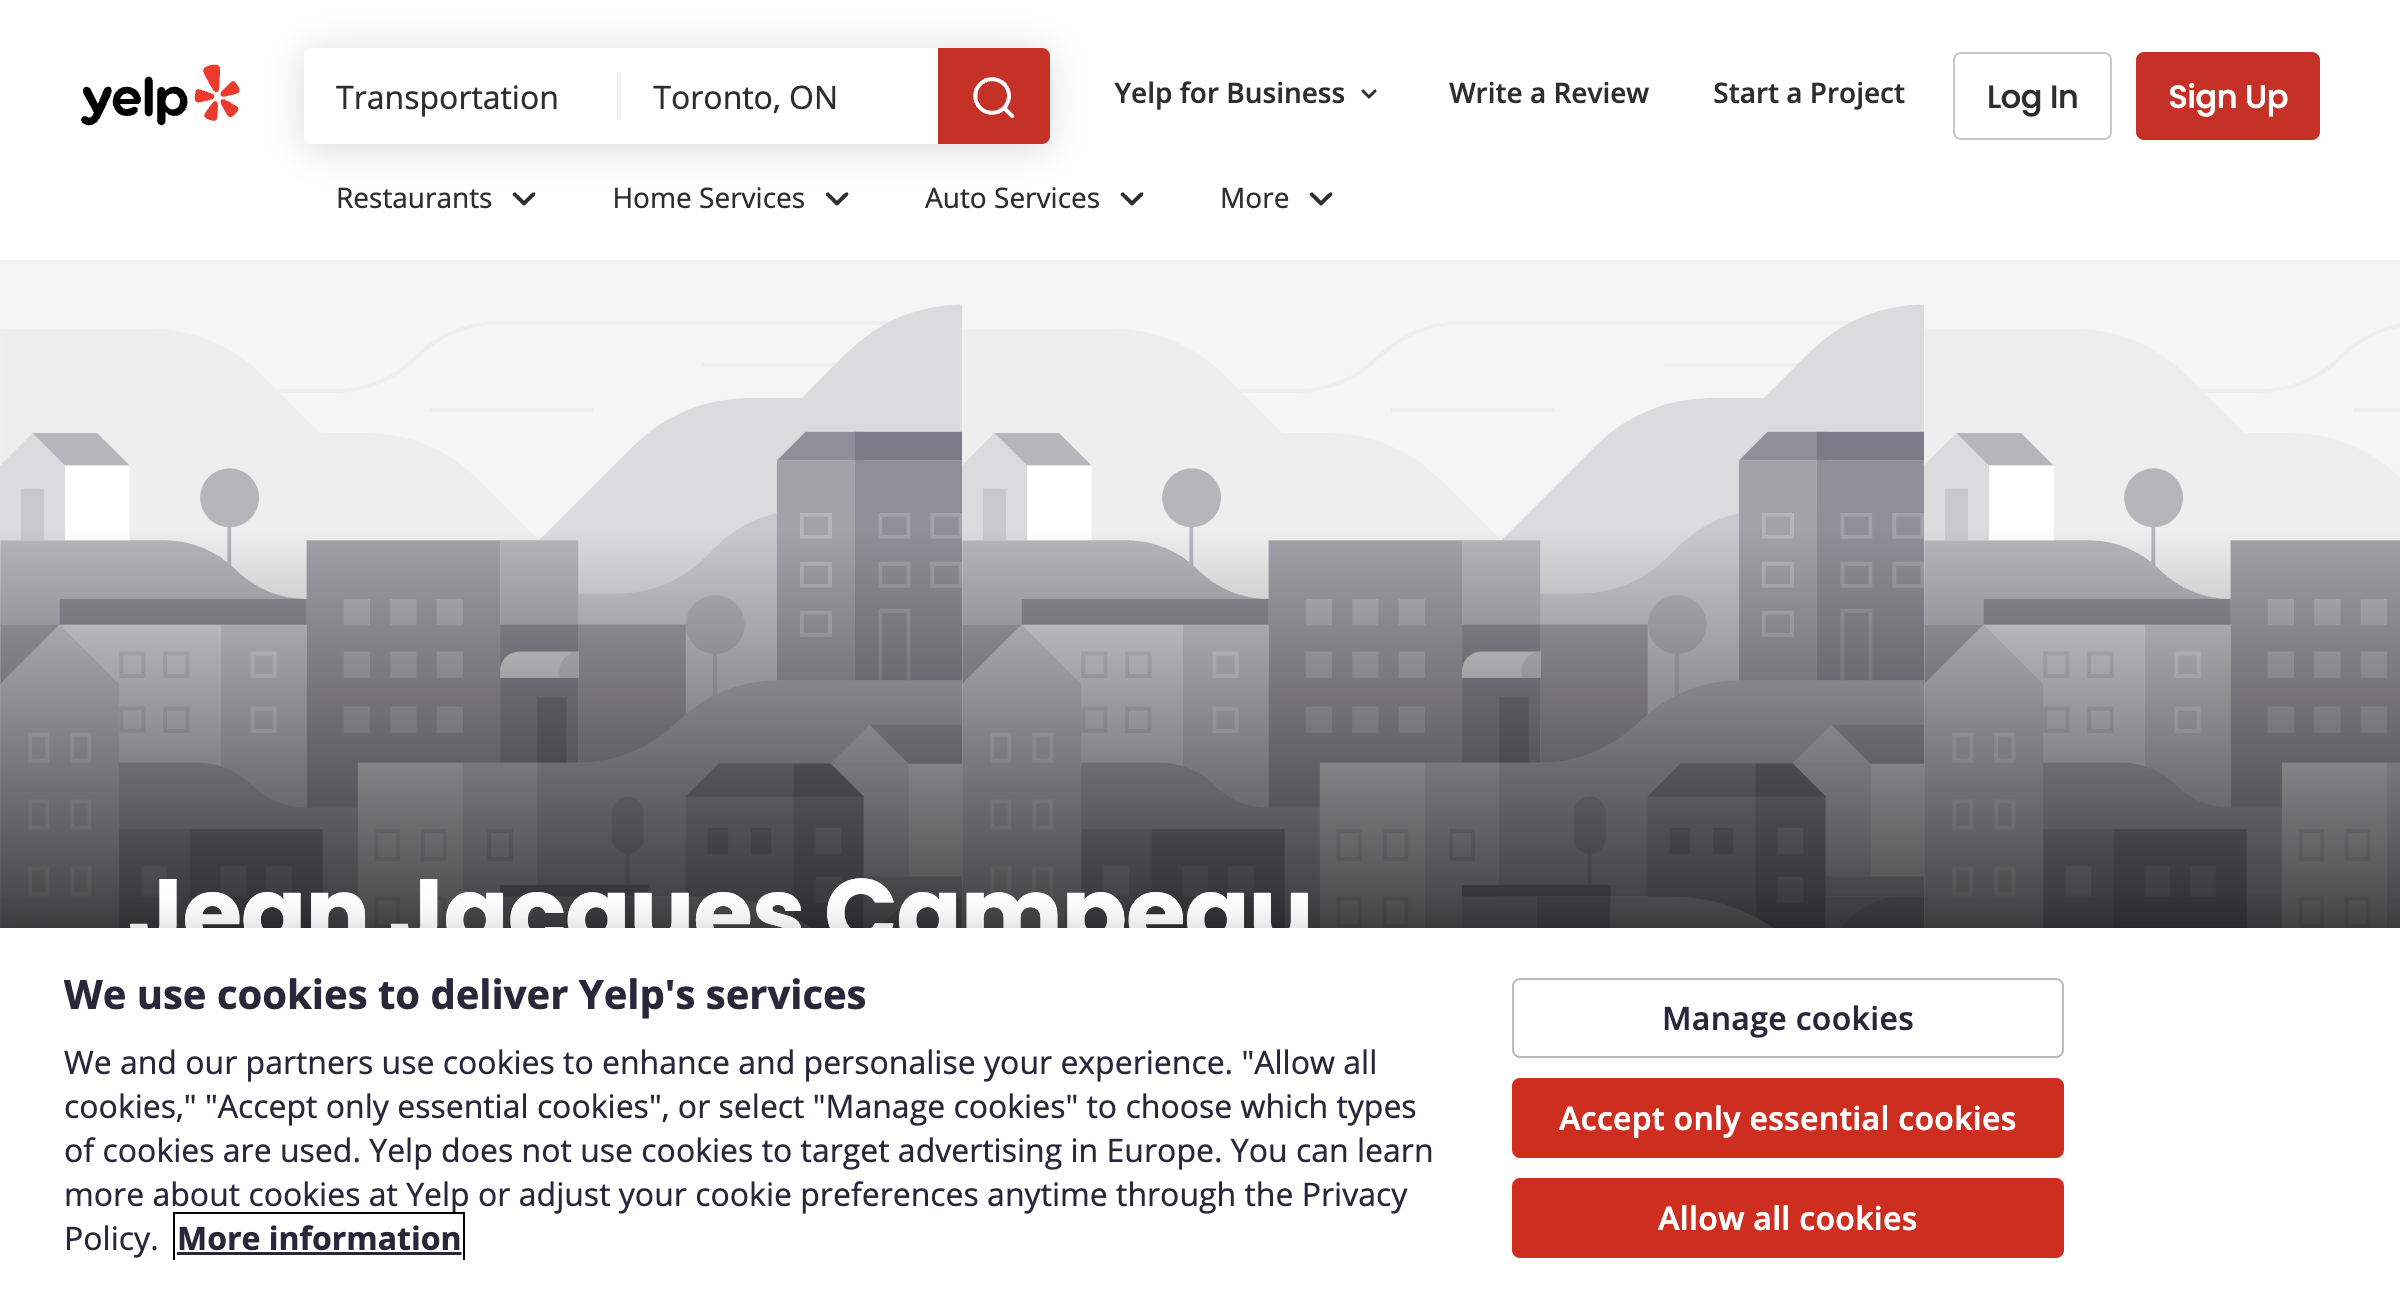 yelp
Transportation
Toronto, ON
Yelp for Business
Write a Review
Start a Project
Log In
Sign Up
Restaurants
Home Services
Auto Services
More
Jean Jacques Campeau
We use cookies to deliver Yelp's services
We and our partners use cookies to enhance and personalise your experience. "Allow all
cookies," "Accept only essential cookies", or select "Manage cookies" to choose which types
of cookies are used. Yelp does not use cookies to target advertising in Europe. You can learn
more about cookies at Yelp or adjust your cookie preferences anytime through the Privacy
Policy. More information
Manage cookies
Accept only essential cookies
Allow all cookies